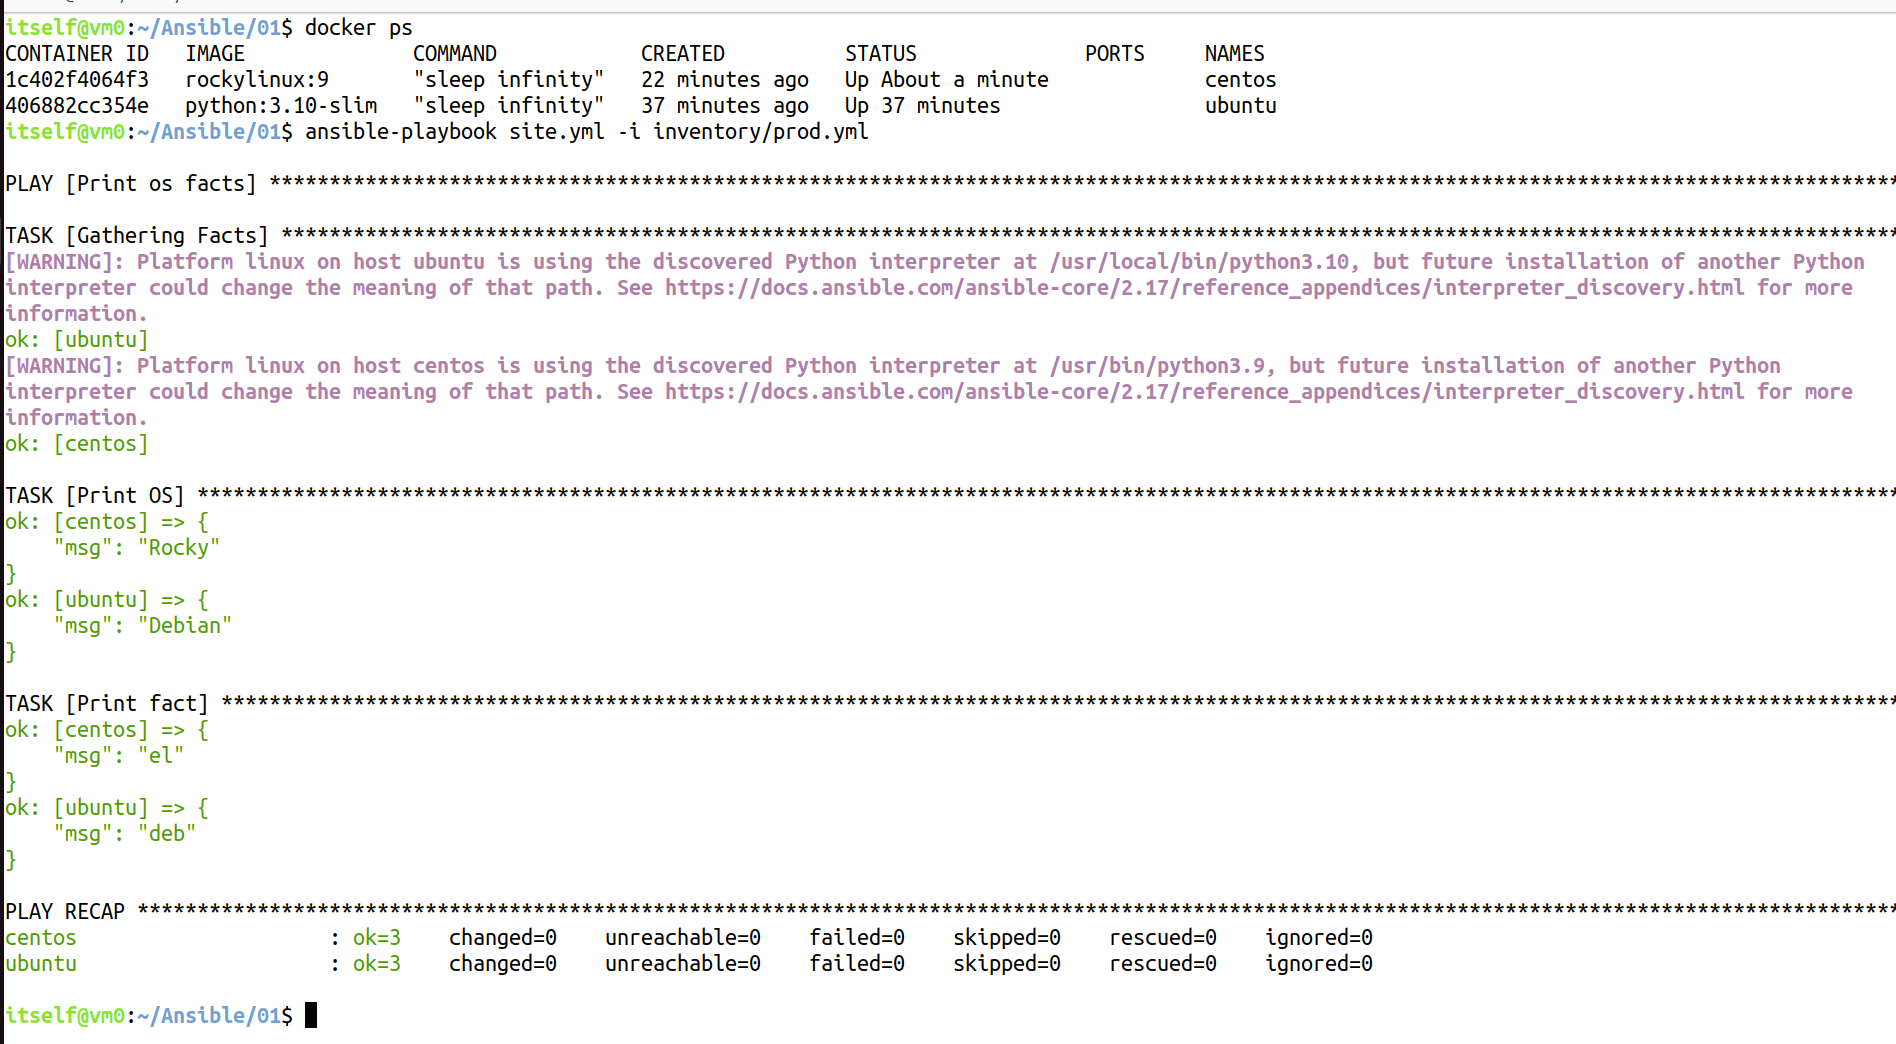 itself@vm0:~/Ansible/01$ docker ps
CONTAINER ID   IMAGE              COMMAND            CREATED          STATUS              PORTS     NAMES
1c402f4064f3   rockylinux:9       "sleep infinity"   22 minutes ago   Up About a minute             centos
406882cc354e   python:3.10-slim   "sleep infinity"   37 minutes ago   Up 37 minutes                 ubuntu
itself@vm0:~/Ansible/01$ ansible-playbook site.yml -i inventory/prod.yml
PLAY [Print os facts] ****************************************************************************************************************************************
TASK [Gathering Facts] ***************************************************************************************************************************************
[WARNING]: Platform linux on host ubuntu is using the discovered Python interpreter at /usr/local/bin/python3.10, but future installation of another Python
interpreter could change the meaning of that path. See https://docs.ansible.com/ansible-core/2.17/reference_appendices/interpreter_discovery.html for more
information.
ok: [ubuntu]
[WARNING]: Platform linux on host centos is using the discovered Python interpreter at /usr/bin/python3.9, but future installation of another Python
interpreter could change the meaning of that path. See https://docs.ansible.com/ansible-core/2.17/reference_appendices/interpreter_discovery.html for more
information.
ok: [centos]
TASK [Print OS] **********************************************************************************************************************************************
ok: [centos] => {
    "msg": "Rocky"
}
ok: [ubuntu] => {
    "msg": "Debian"
}
TASK [Print fact] ********************************************************************************************************************************************
ok: [centos] => {
    "msg": "el"
}
ok: [ubuntu] => {
    "msg": "deb"
}
PLAY RECAP ***************************************************************************************************************************************************
centos                     : ok=3    changed=0    unreachable=0    failed=0    skipped=0    rescued=0    ignored=0
ubuntu                     : ok=3    changed=0    unreachable=0    failed=0    skipped=0    rescued=0    ignored=0
itself@vm0:~/Ansible/01$